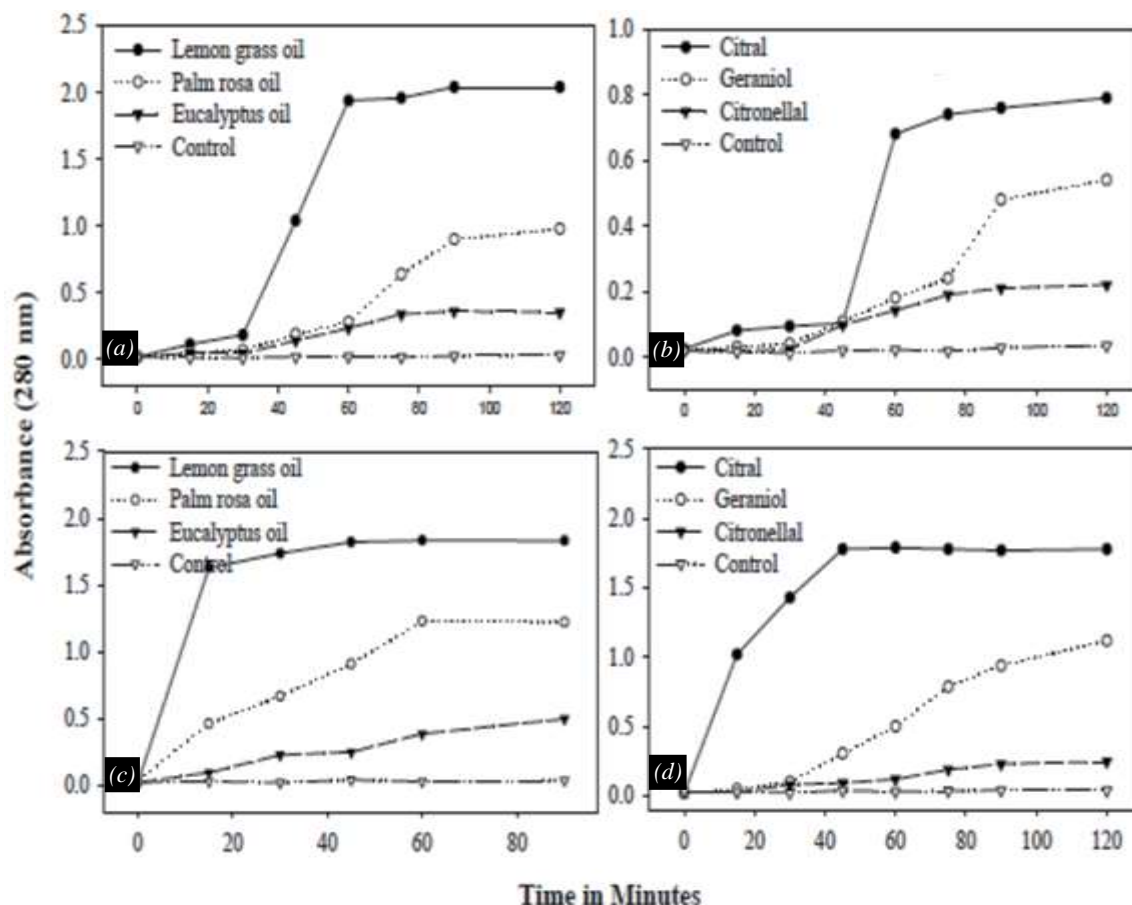 2.5
Lemon grass oil
Palm rosa oil
Eucalyptus oil
Control
2.0
1.5
1.0
0.5
0.0
(a)
0 20 40 60 80 100 120
1.0
Citral
Geraniol
Citronellal
Control
0.8
0.6
0.4
0.2
0.0
(b)
0 20 40 60 80 100 120
Absorbance (280 nm)
2.5
Lemon grass oil
Palm rosa oil
Eucalyptus oil
Control
2.0
1.5
1.0
0.5
0.0
(c)
0 20 40 60 80
2.5
Citral
Geraniol
Citronellal
Control
2.0
1.5
1.0
0.5
0.0
(d)
0 20 40 60 80 100 120
Time in Minutes